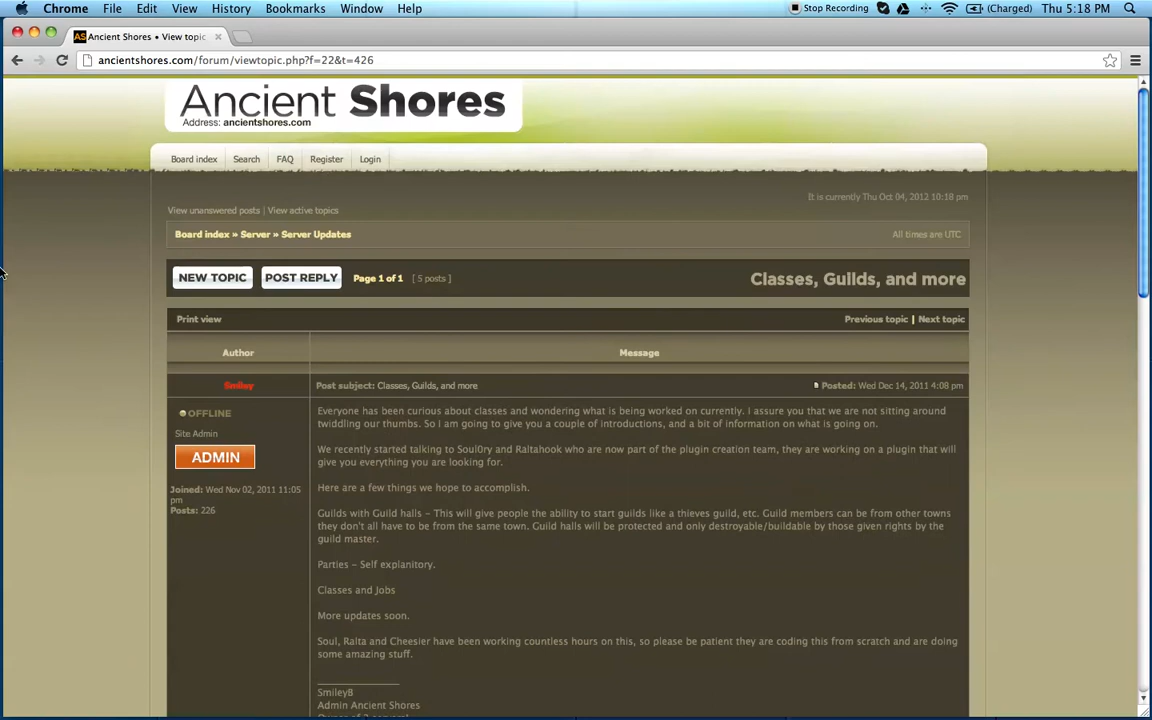 Chrome File Edit View History Bookmarks Window Help Stop Recording (Charged) Thu 5:18 PM
AS Ancient Shores • View topic
ancientshores.com/forum/viewtopic.php?f=22&t=426
Ancient Shores
Address: ancientshores.com
Board index Search FAQ Register Login
It is currently Thu Oct 04, 2012 10:18 pm
View unanswered posts | View active topics
Board index » Server » Server Updates All times are UTC
NEW TOPIC POST REPLY Page 1 of 1 [ 5 posts ] Classes, Guilds, and more
Print view Previous topic | Next topic
Author Message
Smiley Post subject: Classes, Guilds, and more Posted: Wed Dec 14, 2011 4:08 pm
OFFLINE
Site Admin
ADMIN
Joined: Wed Nov 02, 2011 11:05
pm
Posts: 226
Everyone has been curious about classes and wondering what is being worked on currently. I assure you that we are not sitting around
twiddling our thumbs. So I am going to give you a couple of introductions, and a bit of information on what is going on.
We recently started talking to Soul0ry and Raltahook who are now part of the plugin creation team, they are working on a plugin that will
give you everything you are looking for.
Here are a few things we hope to accomplish.
Guilds with Guild halls - This will give people the ability to start guilds like a thieves guild, etc. Guild members can be from other towns
they don't all have to be from the same town. Guild halls will be protected and only destroyable/buildable by those given rights by the
guild master.
Parties - Self explanitory.
Classes and Jobs
More updates soon.
Soul, Ralta and Cheesier have been working countless hours on this, so please be patient they are coding this from scratch and are doing
some amazing stuff.
_________________
Smiley8
Admin Ancient Shores